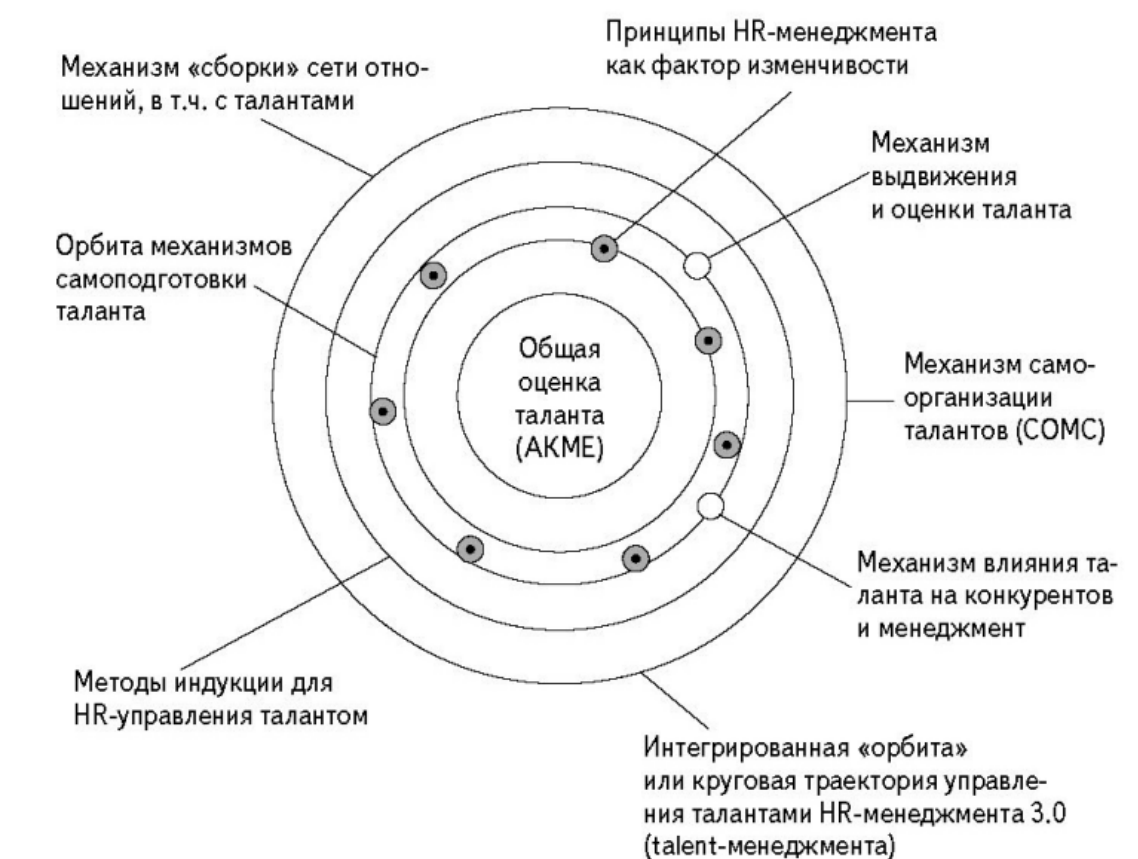 Принципы HR-менеджмента
как фактор изменчивости
Механизм «сборки» сети отно-
шений, в т.ч. с талантами
Механизм
выдвижения
и оценки таланта
Орбита механизмов
самоподготовки
таланта
Общая
оценка
таланта
(АКМЕ)
Механизм само-
организации
талантов (СОМС)
Механизм влияния та-
ланта на конкурентов
и менеджмент
Методы индукции для
HR-управления талантом
Интегрированная «орбита»
или круговая траектория управле-
ния талантами HR-менеджмента 3.0
(talent-менеджмента)